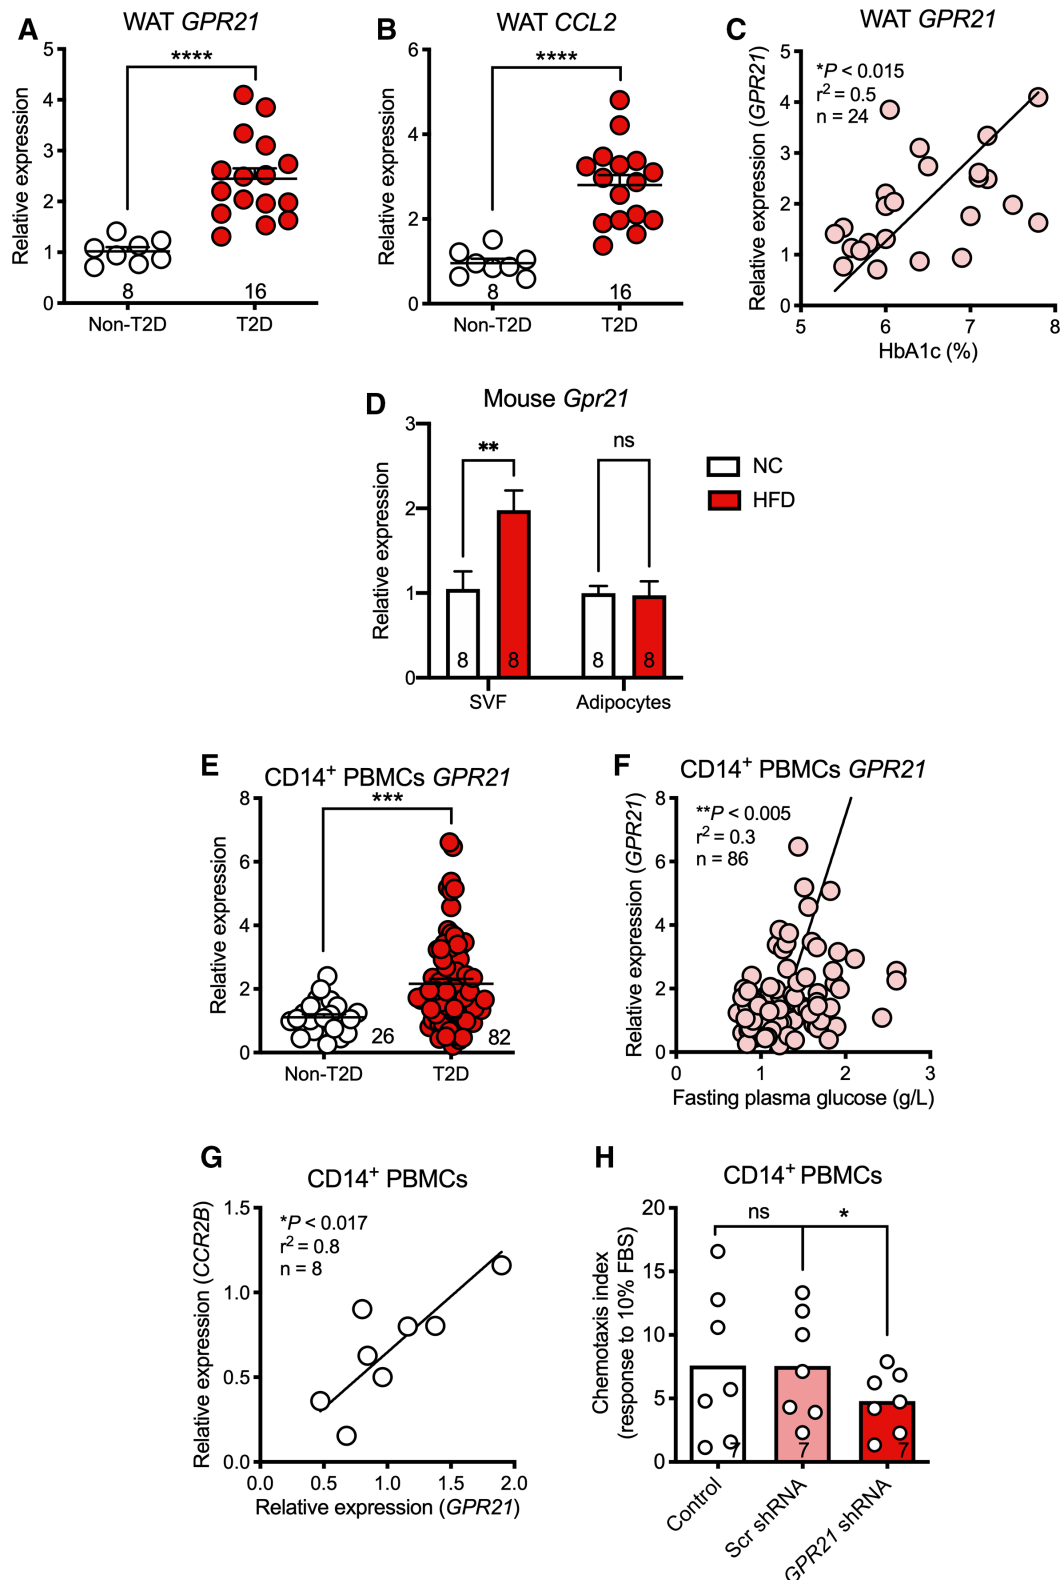 A
WAT GPR21
****
Relative expression
5
4
3
2
1
0
8
16
Non-T2D
T2D
B
WAT CCL2
****
Relative expression
6
4
2
0
8
16
Non-T2D
T2D
C
WAT GPR21
Relative expression (GPR21)
5
4
3
2
1
0
*P < 0.015
r² = 0.5
n = 24
5
6
7
8
HbA1c (%)
D
Mouse Gpr21
Relative expression
3
2
1
0
**
ns
8
8
8
8
SVF
Adipocytes
NC
HFD
E
CD14⁺ PBMCs GPR21
***
Relative expression
8
6
4
2
0
26
82
Non-T2D
T2D
F
CD14⁺ PBMCs GPR21
Relative expression (GPR21)
8
6
4
2
0
**P < 0.005
r² = 0.3
n = 86
0
1
2
3
Fasting plasma glucose (g/L)
G
CD14⁺ PBMCs
Relative expression (CCR2B)
1.5
1.0
0.5
0.0
*P < 0.017
r² = 0.8
n = 8
0.0
0.5
1.0
1.5
2.0
Relative expression (GPR21)
H
CD14⁺ PBMCs
Chemotaxis index
(response to 10% FBS)
20
15
10
5
0
ns
*
7
7
7
Control
Scr shRNA
GPR21 shRNA